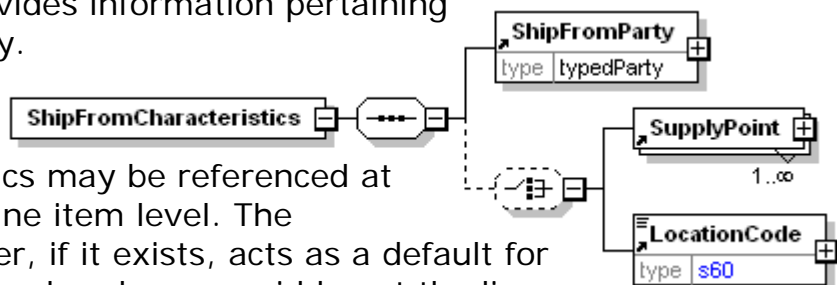 vides information pertaining
y.
ShipFromParty
type typedParty
ShipFromCharacteristics
SupplyPoint
1..∞
ics may be referenced at
ne item level. The
er, if it exists, acts as a default for
LocationCode
type s60